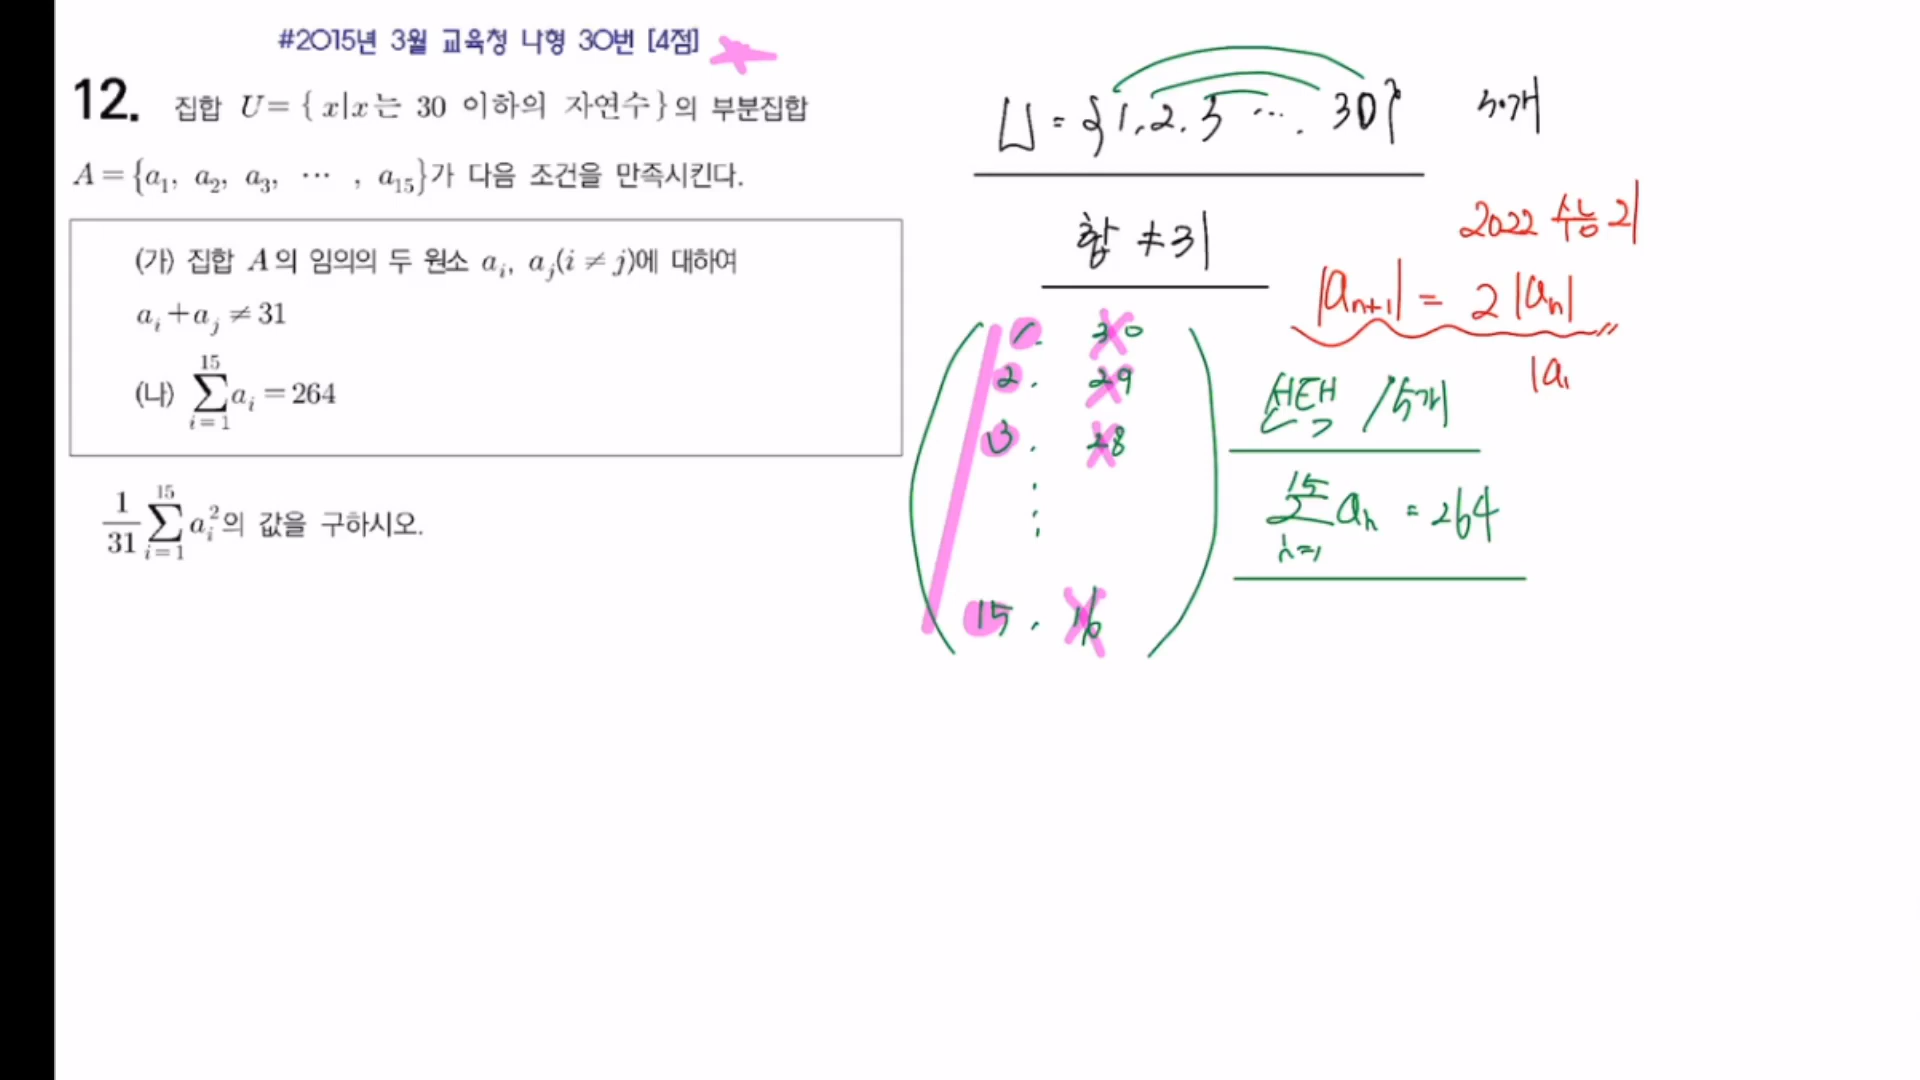 #2015년 3월 교육청 나형 30번 [4점]
12. 집합 U = { x | x는 30 이하의 자연수 }의 부분집합
A = {a₁, a₂, a₃, ⋯ , a₁₅}가 다음 조건을 만족시킨다.
(가) 집합 A의 임의의 두 원소 aᵢ, aⱼ(i ≠ j)에 대하여
aᵢ + aⱼ ≠ 31
(나) ∑_{i=1}^{15} aᵢ = 264
1/31 ∑_{i=1}^{15} aᵢ²의 값을 구하시오.
U = {1, 2, 3 ⋯ , 30}
합 ≠ 31
1. 30
2. 29
3. 28
⋮
15. 16
2022 수능 21
|aₙ₊₁| = 2|aₙ|
|a₁
선택 15개
∑_{i=1}^{15} aₙ = 264